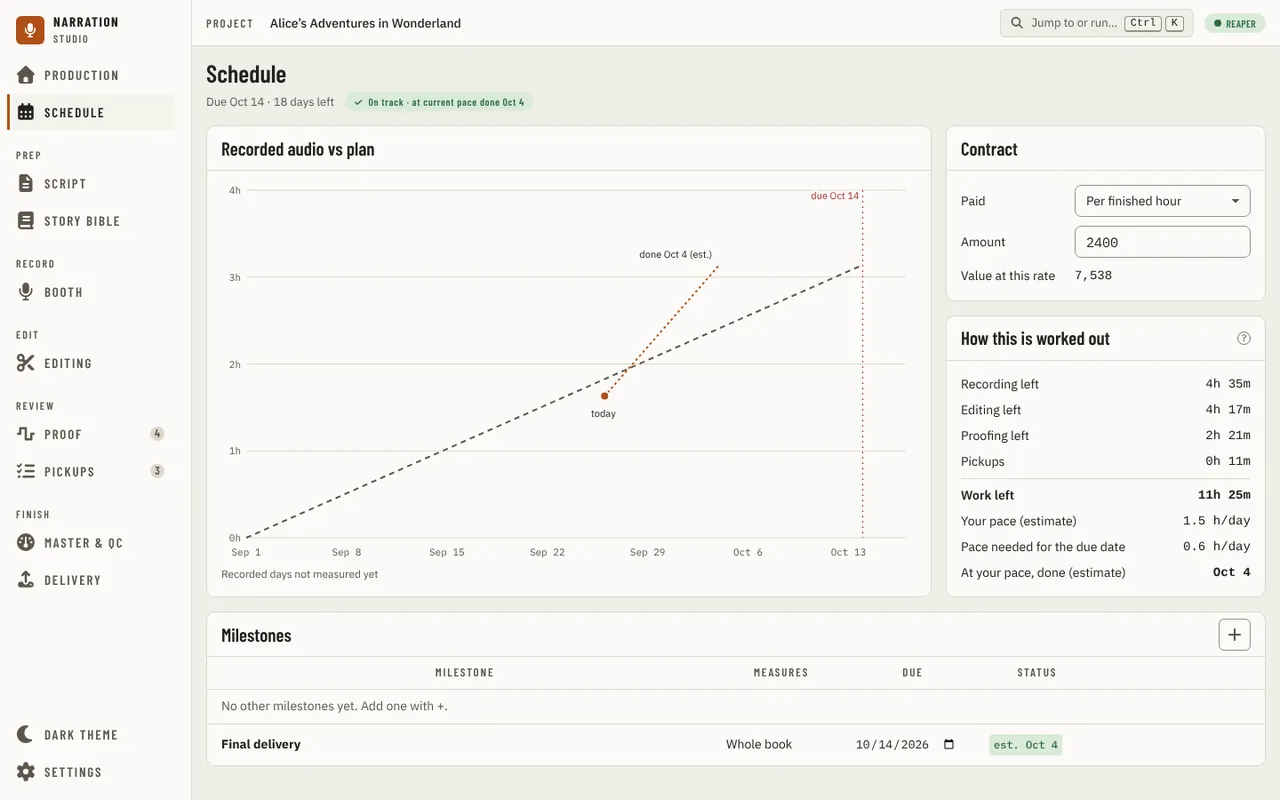 NARRATION
STUDIO
PRODUCTION
SCHEDULE
PREP
SCRIPT
STORY BIBLE
RECORD
BOOTH
EDIT
EDITING
REVIEW
PROOF 4
PICKUPS 3
FINISH
MASTER & QC
DELIVERY
DARK THEME
SETTINGS
PROJECT Alice's Adventures in Wonderland
Jump to or run... Ctrl K
REAPER
Schedule
Due Oct 14 · 18 days left
On track · at current pace done Oct 4
Recorded audio vs plan
4h
3h
2h
1h
0h
due Oct 14
done Oct 4 (est.)
today
Sep 1 Sep 8 Sep 15 Sep 22 Sep 29 Oct 6 Oct 13
Recorded days not measured yet
Contract
Paid Per finished hour
Amount 2400
Value at this rate 7,538
How this is worked out ?
Recording left 4h 35m
Editing left 4h 17m
Proofing left 2h 21m
Pickups 0h 11m
Work left 11h 25m
Your pace (estimate) 1.5 h/day
Pace needed for the due date 0.6 h/day
At your pace, done (estimate) Oct 4
Milestones
MILESTONE MEASURES DUE STATUS
No other milestones yet. Add one with +.
Final delivery Whole book 10/14/2026 est. Oct 4